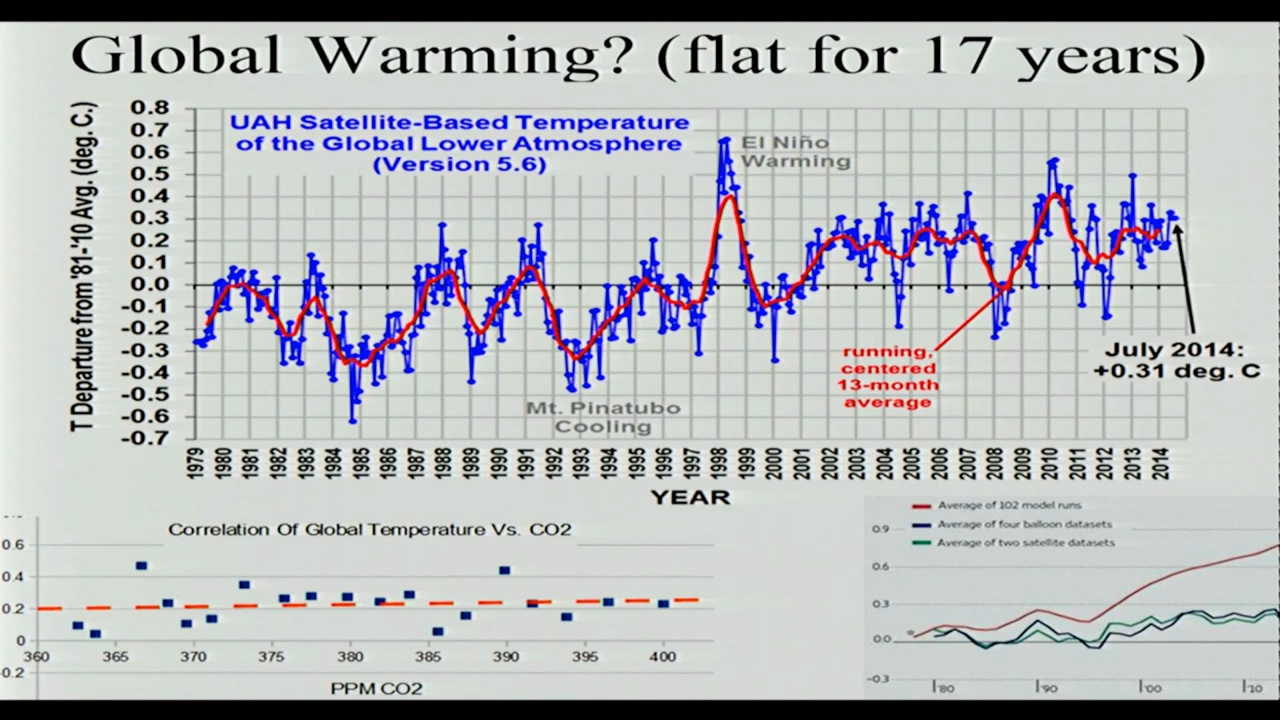 Global Warming? (flat for 17 years)
T Departure from '81-'10 Avg. (deg. C.)
0.8
0.7
0.6
0.5
0.4
0.3
0.2
0.1
0.0
-0.1
-0.2
-0.3
-0.4
-0.5
-0.6
-0.7
UAH Satellite-Based Temperature
of the Global Lower Atmosphere
(Version 5.6)
El Niño
Warming
Mt. Pinatubo
Cooling
running,
centered
13-month
average
July 2014:
+0.31 deg. C
1979 1980 1981 1982 1983 1984 1985 1986 1987 1988 1989 1990 1991 1992 1993 1994 1995 1996 1997 1998 1999 2000 2001 2002 2003 2004 2005 2006 2007 2008 2009 2010 2011 2012 2013 2014
YEAR
Correlation Of Global Temperature Vs. CO2
0.6
0.4
0.2
0
0.2
360 365 370 375 380 385 390 395 400
PPM CO2
Average of 102 model runs
Average of four balloon datasets
Average of two satellite datasets
0.9
0.6
0.3
0.0
-0.3
'80 '90 '00 '10